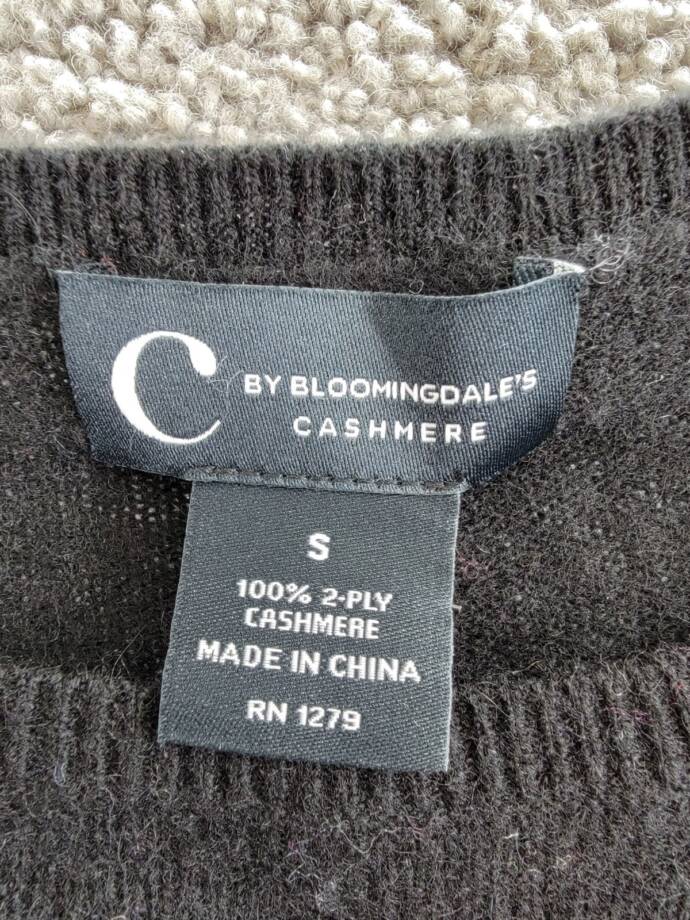 C BY BLOOMINGDALE'S
CASHMERE
S
100% 2-PLY
CASHMERE
MADE IN CHINA
RN 1279